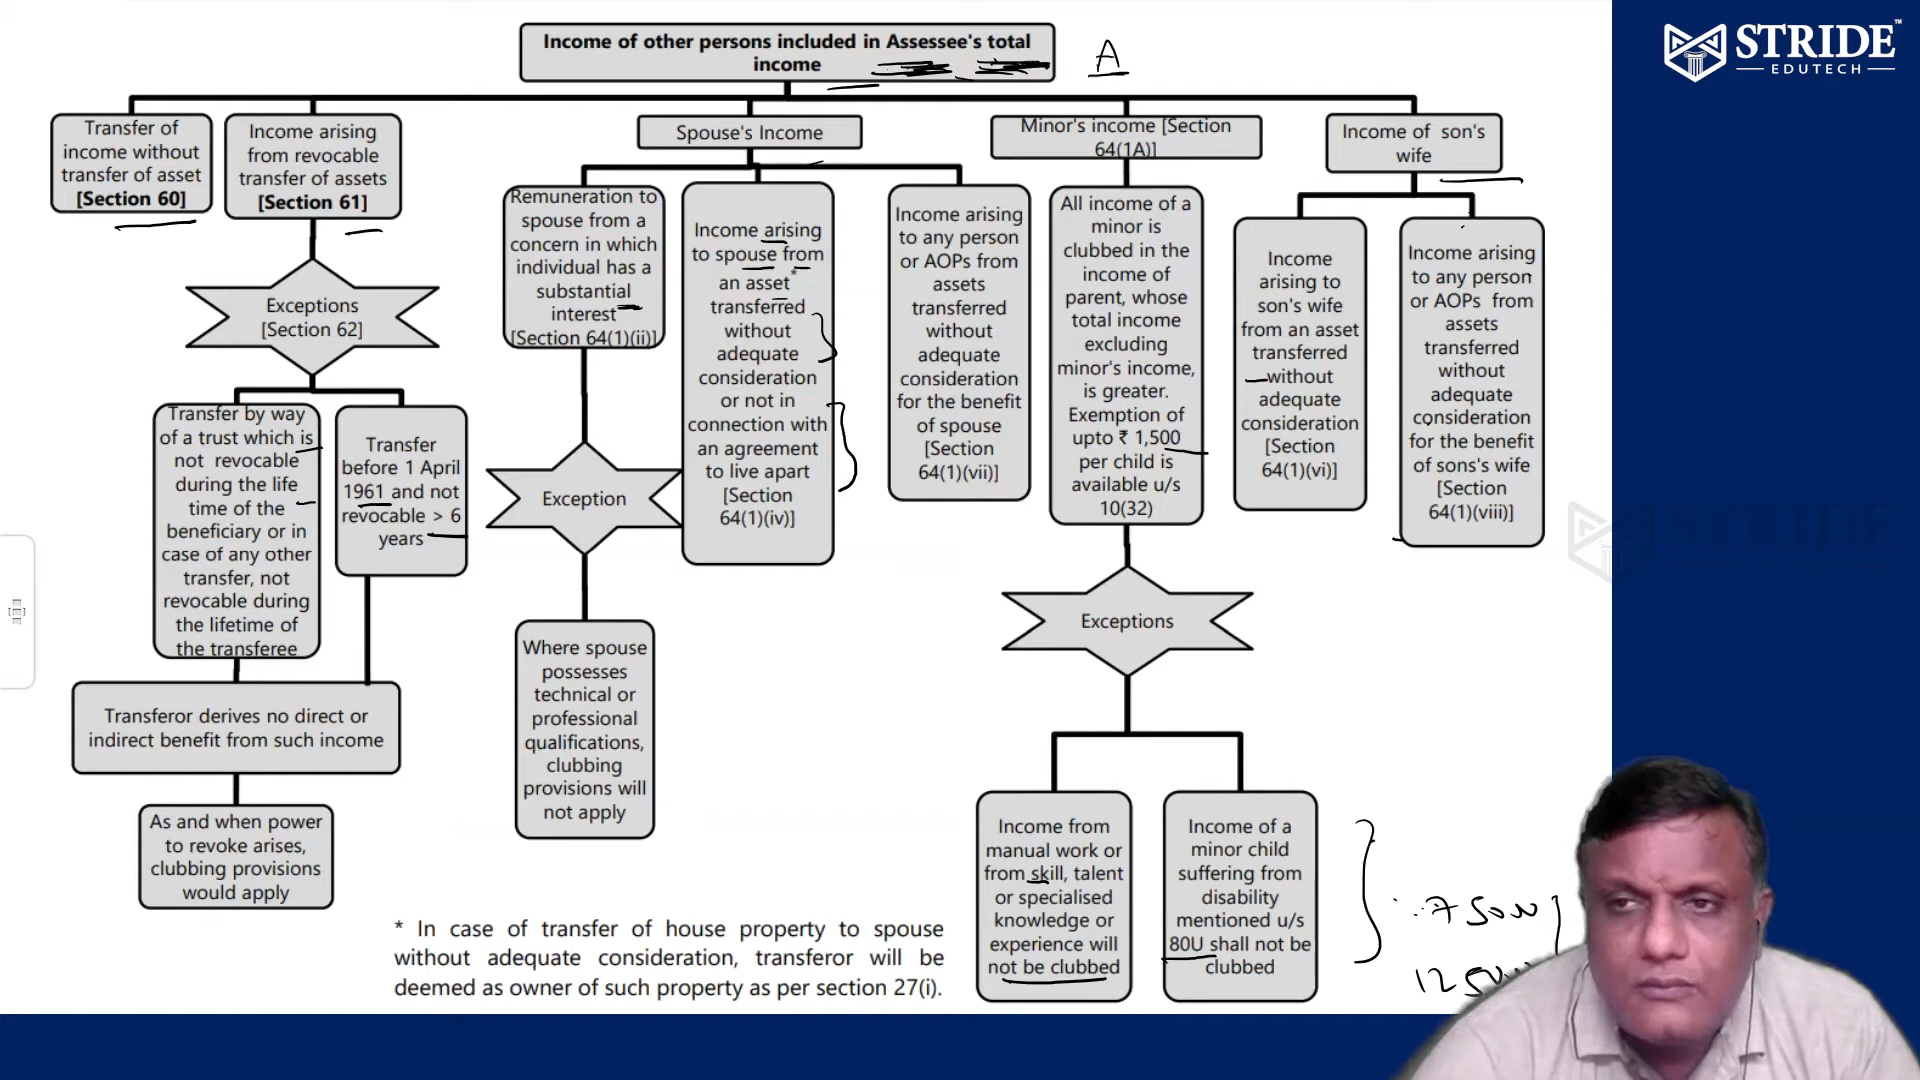 Income of other persons included in Assessee's total
income
A
STRIDE™
EDUTECH
Transfer of
income without
transfer of asset
[Section 60]
Income arising
from revocable
transfer of assets
[Section 61]
Spouse's Income
Minor's income [Section
64(1A)]
Income of son's
wife
Exceptions
[Section 62]
Transfer by way
of a trust which is
not revocable
during the life
time of the
beneficiary or in
case of any other
transfer, not
revocable during
the lifetime of
the transferee
Transfer
before 1 April
1961 and not
revocable > 6
years
Transferor derives no direct or
indirect benefit from such income
As and when power
to revoke arises,
clubbing provisions
would apply
Remuneration to
spouse from a
concern in which
individual has a
substantial
interest
[Section 64(1)(ii)]
Exception
Where spouse
possesses
technical or
professional
qualifications,
clubbing
provisions will
not apply
Income arising
to spouse from
an asset*
transferred
without
adequate
consideration
or not in
connection with
an agreement
to live apart
[Section
64(1)(iv)]
Income arising
to any person
or AOPs from
assets
transferred
without
adequate
consideration
for the benefit
of spouse
[Section
64(1)(vii)]
All income of a
minor is
clubbed in the
income of
parent, whose
total income
excluding
minor's income,
is greater.
Exemption of
upto ₹ 1,500
per child is
available u/s
10(32)
Exceptions
Income from
manual work or
from skill, talent
or specialised
knowledge or
experience will
not be clubbed
Income of a
minor child
suffering from
disability
mentioned u/s
80U shall not be
clubbed
Income
arising to
son's wife
from an asset
transferred
without
adequate
consideration
[Section
64(1)(vi)]
Income arising
to any person
or AOPs from
assets
transferred
without
adequate
consideration
for the benefit
of sons's wife
[Section
64(1)(viii)]
* In case of transfer of house property to spouse
without adequate consideration, transferor will be
deemed as owner of such property as per section 27(i).